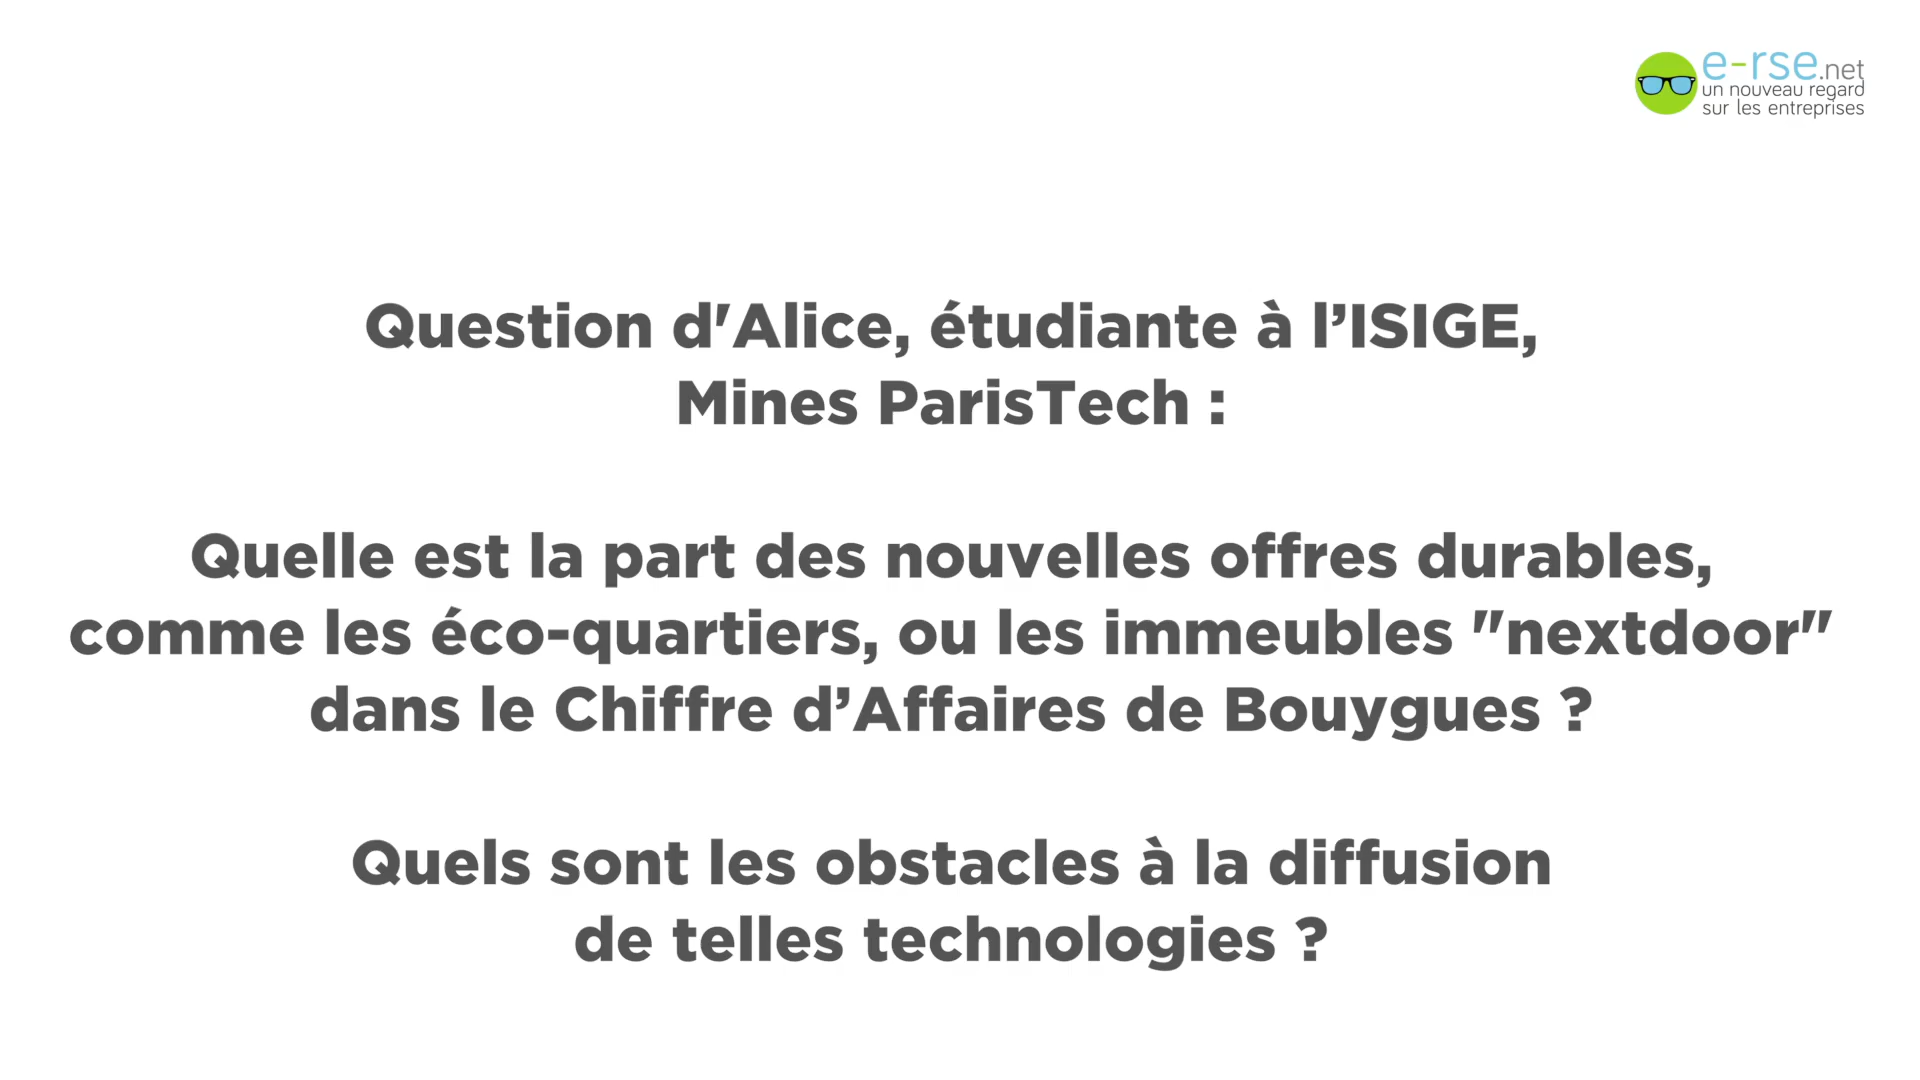 e-rse.net
un nouveau regard
sur les entreprises
Question d'Alice, étudiante à l’ISIGE,
Mines ParisTech :
Quelle est la part des nouvelles offres durables,
comme les éco-quartiers, ou les immeubles "nextdoor"
dans le Chiffre d’Affaires de Bouygues ?
Quels sont les obstacles à la diffusion
de telles technologies ?